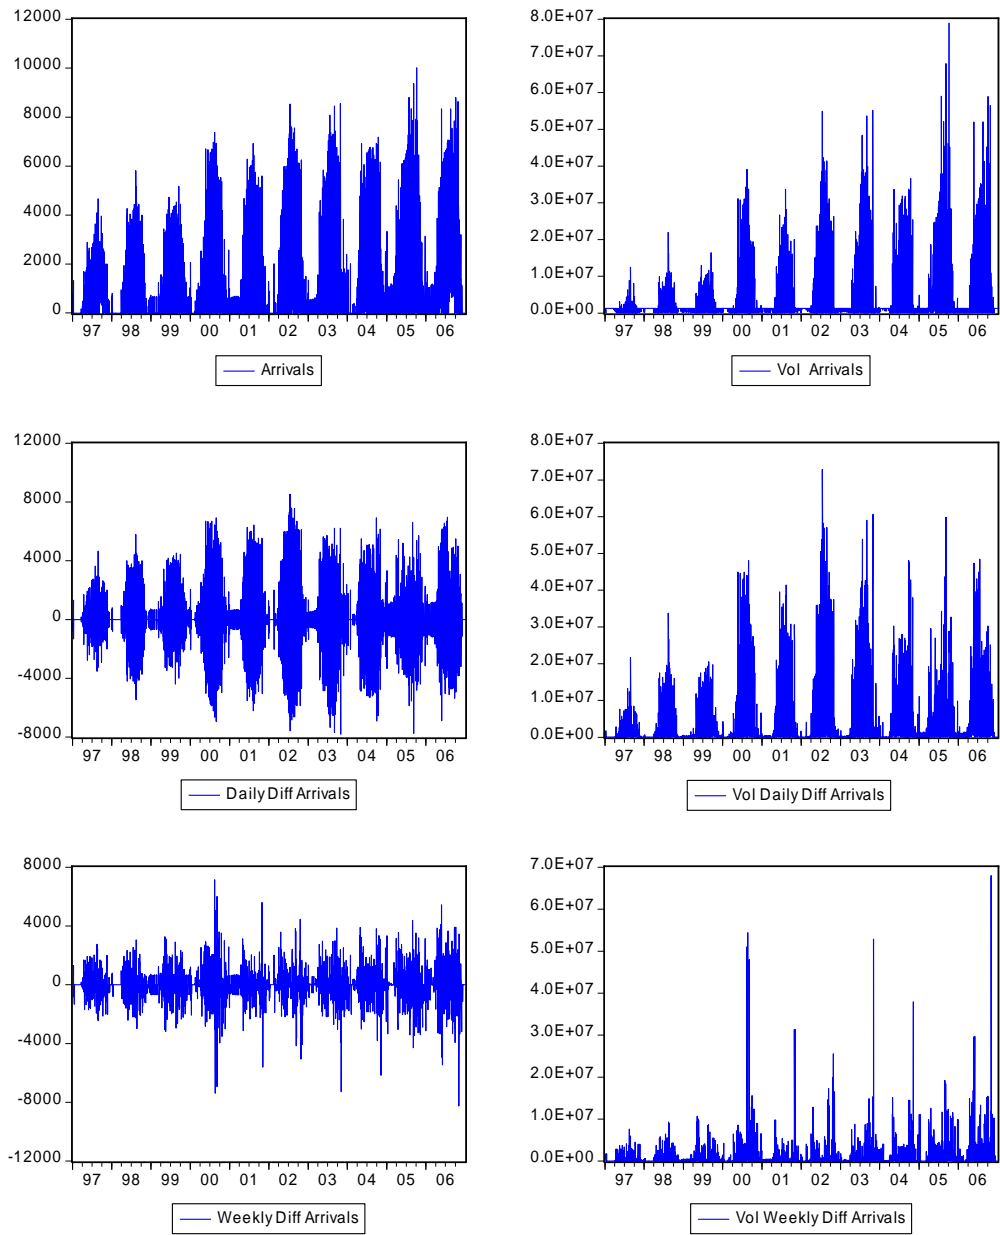 12000
10000
8000
6000
4000
2000
0
97 98 99 00 01 02 03 04 05 06
Arrivals
8.0E+07
7.0E+07
6.0E+07
5.0E+07
4.0E+07
3.0E+07
2.0E+07
1.0E+07
0.0E+00
97 98 99 00 01 02 03 04 05 06
Vol Arrivals
12000
8000
4000
0
-4000
-8000
97 98 99 00 01 02 03 04 05 06
Daily Diff Arrivals
8.0E+07
7.0E+07
6.0E+07
5.0E+07
4.0E+07
3.0E+07
2.0E+07
1.0E+07
0.0E+00
97 98 99 00 01 02 03 04 05 06
Vol Daily Diff Arrivals
8000
4000
0
-4000
-8000
-12000
97 98 99 00 01 02 03 04 05 06
Weekly Diff Arrivals
7.0E+07
6.0E+07
5.0E+07
4.0E+07
3.0E+07
2.0E+07
1.0E+07
0.0E+00
97 98 99 00 01 02 03 04 05 06
Vol Weekly Diff Arrivals